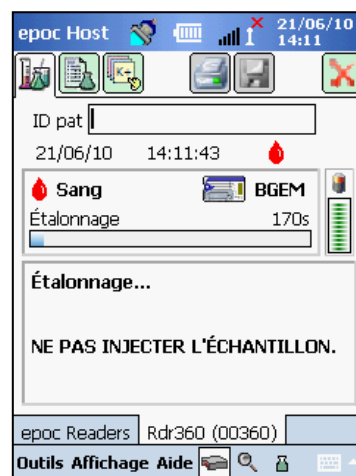 epoc Host 21/06/10
14:11
K+
ID pat
21/06/10 14:11:43
Sang BGEM
Étalonnage 170s
Étalonnage...
NE PAS INJECTER L'ÉCHANTILLON.
epoc Readers Rdr360 (00360)
Outils Affichage Aide